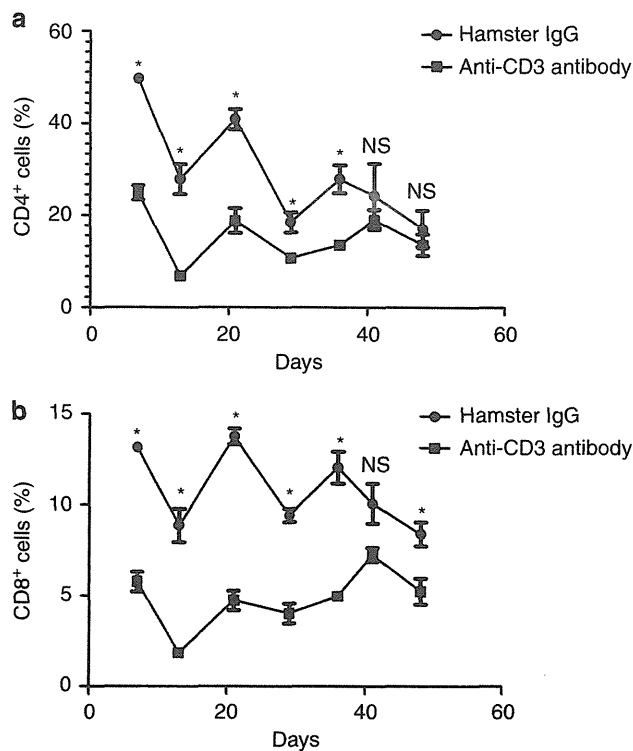 a
60
Hamster IgG
Anti-CD3 antibody
*
40
*
*
CD4+ cells (%)
*
*
NS
NS
20
0
0
20
40
60
Days
b
15
Hamster IgG
Anti-CD3 antibody
*
*
*
NS
*
*
*
10
CD8+ cells (%)
5
0
0
20
40
60
Days